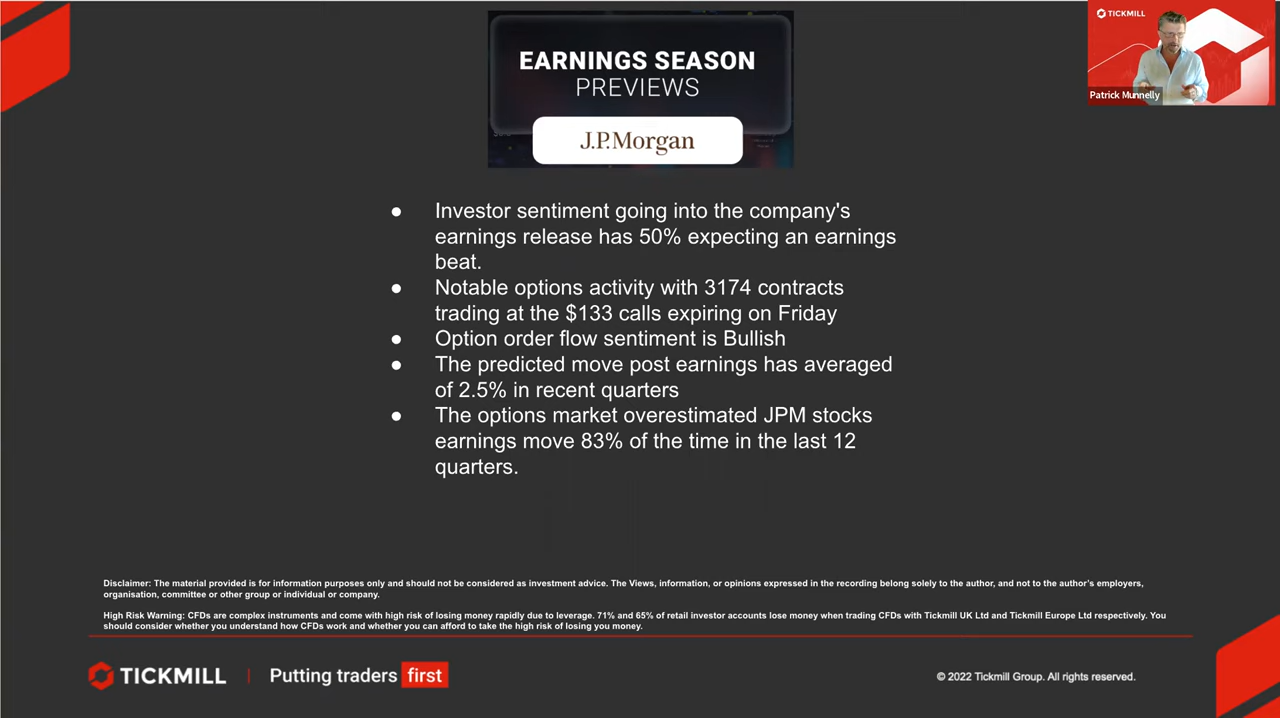 EARNINGS SEASON
PREVIEWS
J.P.Morgan
TICKMILL
Patrick Munnelly
● Investor sentiment going into the company's
earnings release has 50% expecting an earnings
beat.
● Notable options activity with 3174 contracts
trading at the $133 calls expiring on Friday
● Option order flow sentiment is Bullish
● The predicted move post earnings has averaged
of 2.5% in recent quarters
● The options market overestimated JPM stocks
earnings move 83% of the time in the last 12
quarters.
Disclaimer: The material provided is for information purposes only and should not be considered as investment advice. The Views, information, or opinions expressed in the recording belong solely to the author, and not to the author's employers,
organisation, committee or other group or individual or company.
High Risk Warning: CFDs are complex instruments and come with high risk of losing money rapidly due to leverage. 71% and 65% of retail investor accounts lose money when trading CFDs with Tickmill UK Ltd and Tickmill Europe Ltd respectively. You
should consider whether you understand how CFDs work and whether you can afford to take the high risk of losing you money.
TICKMILL | Putting traders first
© 2022 Tickmill Group. All rights reserved.